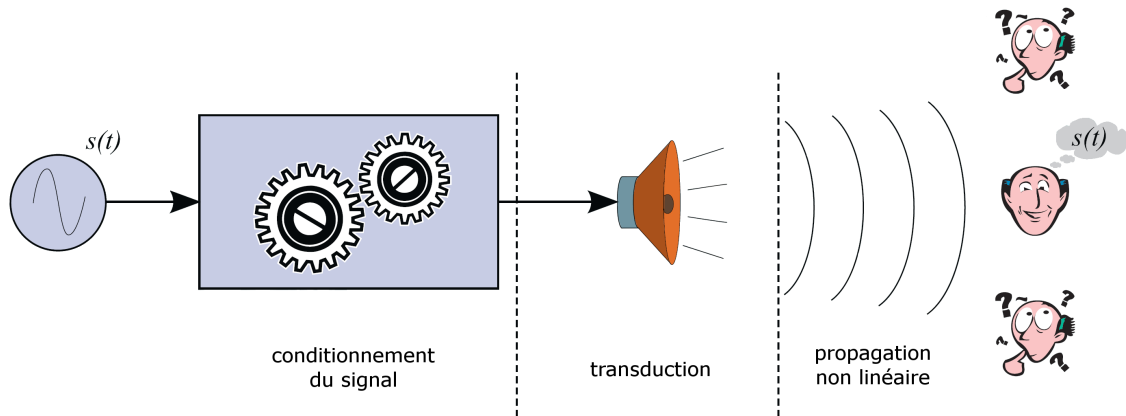 s(t)
s(t)
conditionnement
du signal
transduction
propagation
non linéaire
? ~ ?
?
?
? ~ ?
?
?